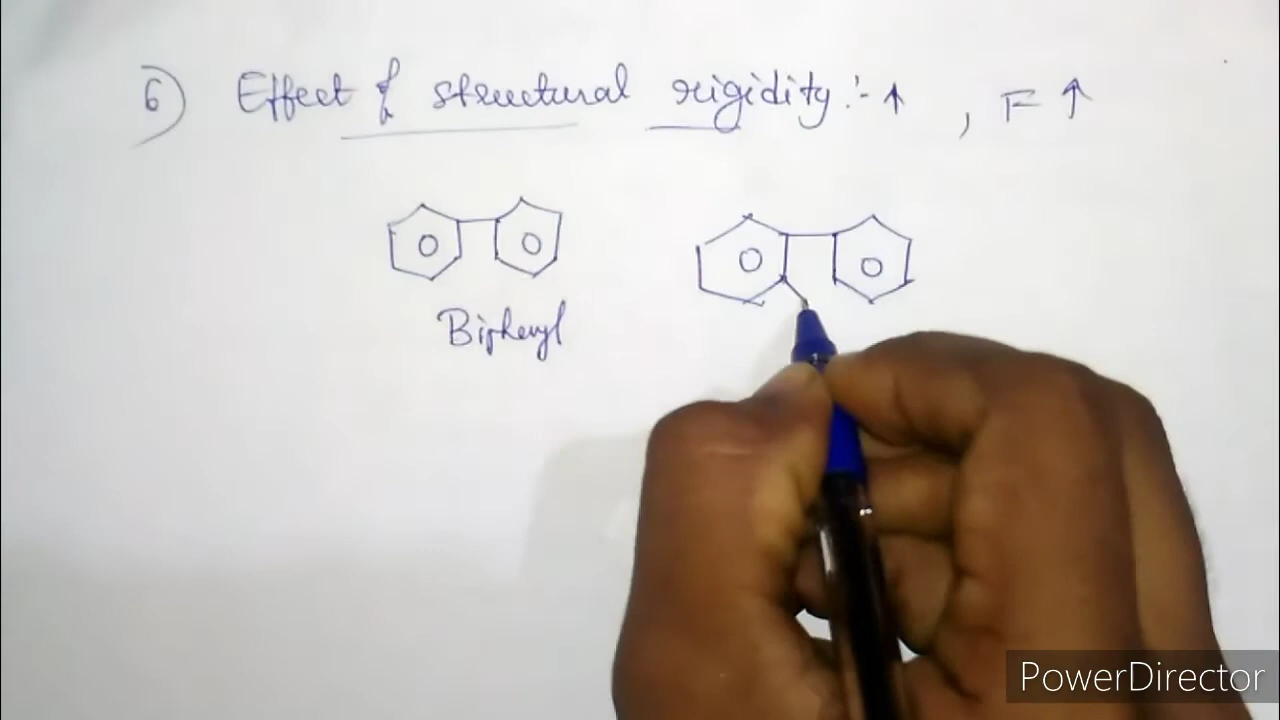 6) Effect of structural rigidity :- ↑ , F ↑
Biphenyl
PowerDirector